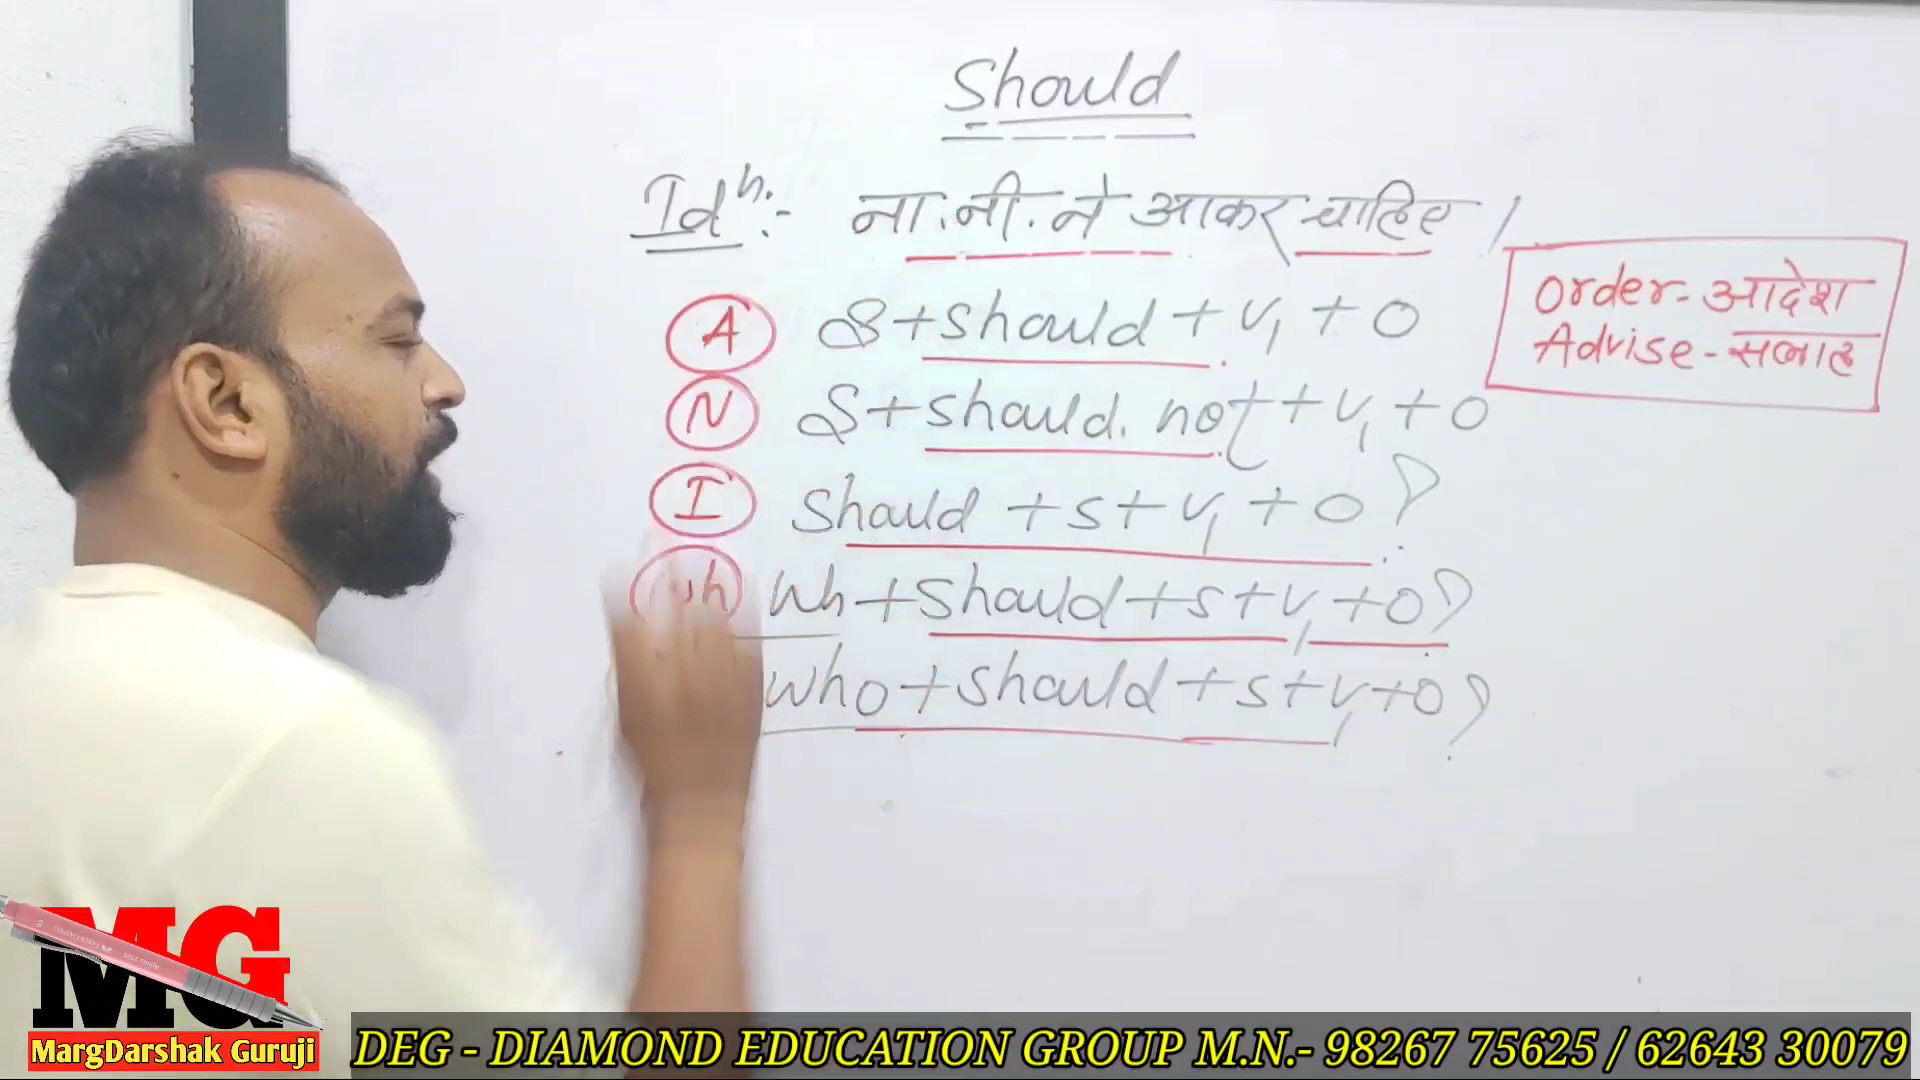 Should
Idn:- ना. नी. ने आकर चाहिए।
Order- आदेश
Advise- सलाह
A S+should+V1+O
N S+should not+V1+O
I Should+s+V1+O?
wh Wh+should+s+V1+O?
who+should+s+V1+O?
MG
MargDarshak Guruji
DEG - DIAMOND EDUCATION GROUP M.N.- 98267 75625 / 62643 30079